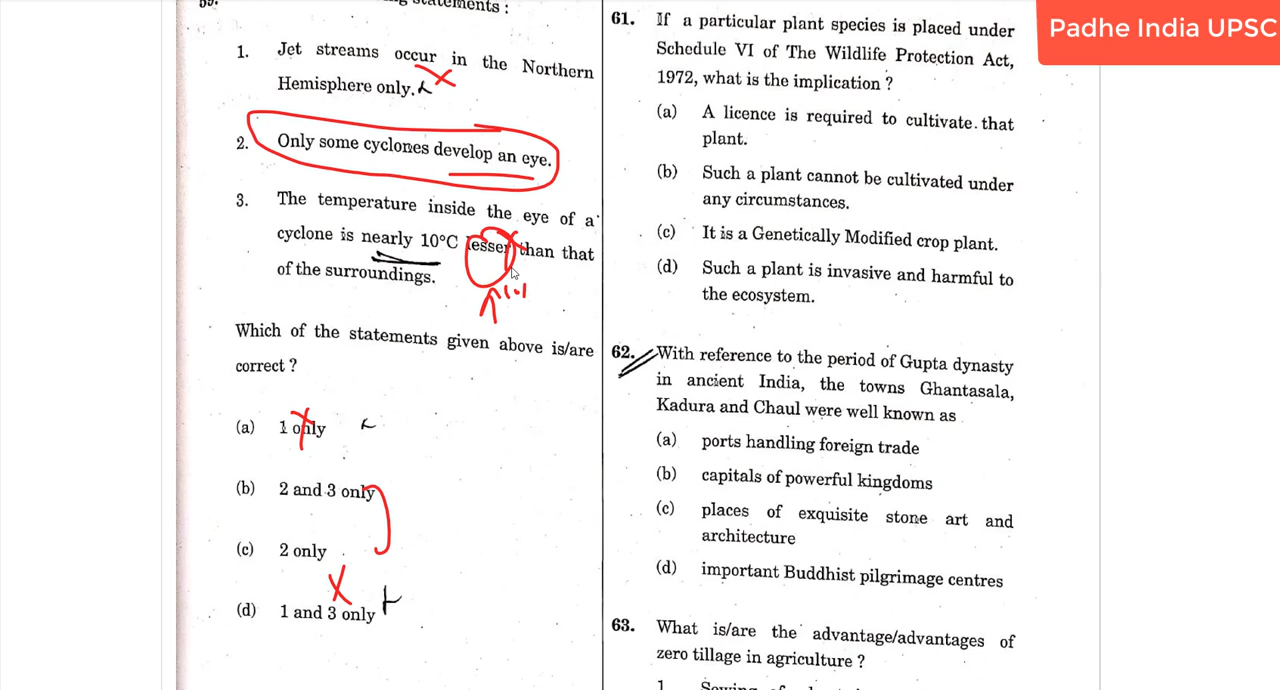 59.
statements :
1. Jet streams occur in the Northern
Hemisphere only.
2. Only some cyclones develop an eye.
3. The temperature inside the eye of a
cyclone is nearly 10°C lesser than that
of the surroundings.
Which of the statements given above is/are
correct ?
(a) 1 only
(b) 2 and 3 only
(c) 2 only
(d) 1 and 3 only
61. If a particular plant species is placed under
Schedule VI of The Wildlife Protection Act,
1972, what is the implication ?
(a) A licence is required to cultivate that
plant.
(b) Such a plant cannot be cultivated under
any circumstances.
(c) It is a Genetically Modified crop plant.
(d) Such a plant is invasive and harmful to
the ecosystem.
62. With reference to the period of Gupta dynasty
in ancient India, the towns Ghantasala,
Kadura and Chaul were well known as
(a) ports handling foreign trade
(b) capitals of powerful kingdoms
(c) places of exquisite stone art and
architecture
(d) important Buddhist pilgrimage centres
63. What is/are the advantage/advantages of
zero tillage in agriculture ?
1.
Padhe India UPSC